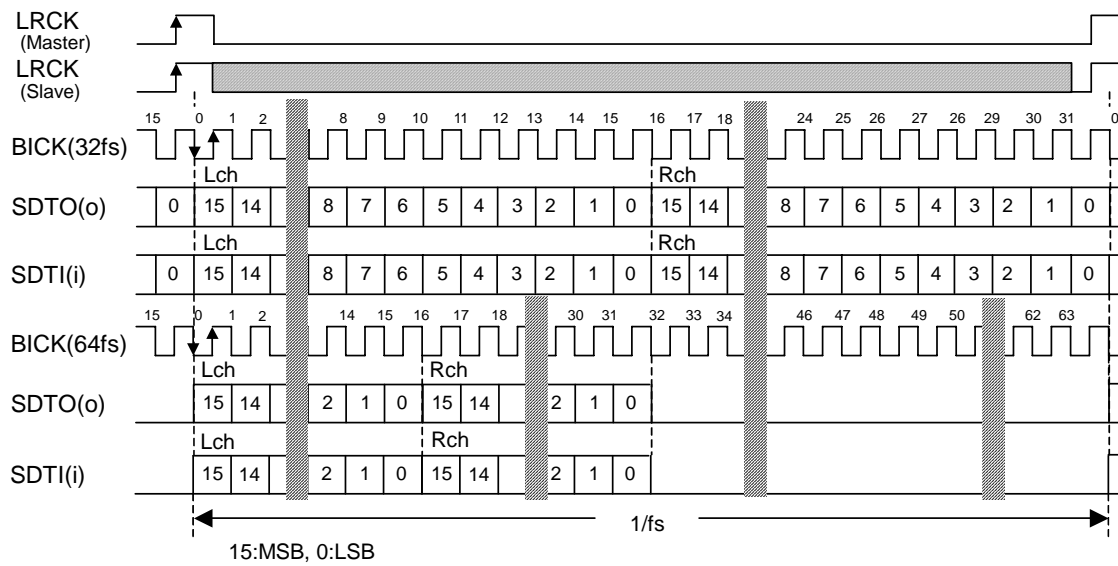 LRCK
(Master)
LRCK
(Slave)
15 0 1 2 8 9 10 11 12 13 14 15 16 17 18 24 25 26 27 26 29 30 31 0
BICK(32fs)
Lch Rch
SDTO(o) 0 15 14 8 7 6 5 4 3 2 1 0 15 14 8 7 6 5 4 3 2 1 0
Lch Rch
SDTI(i) 0 15 14 8 7 6 5 4 3 2 1 0 15 14 8 7 6 5 4 3 2 1 0
15 0 1 2 14 15 16 17 18 30 31 32 33 34 46 47 48 49 50 62 63
BICK(64fs)
Lch Rch
SDTO(o) 15 14 2 1 0 15 14 2 1 0
Lch Rch
SDTI(i) 15 14 2 1 0 15 14 2 1 0
1/fs
15:MSB, 0:LSB